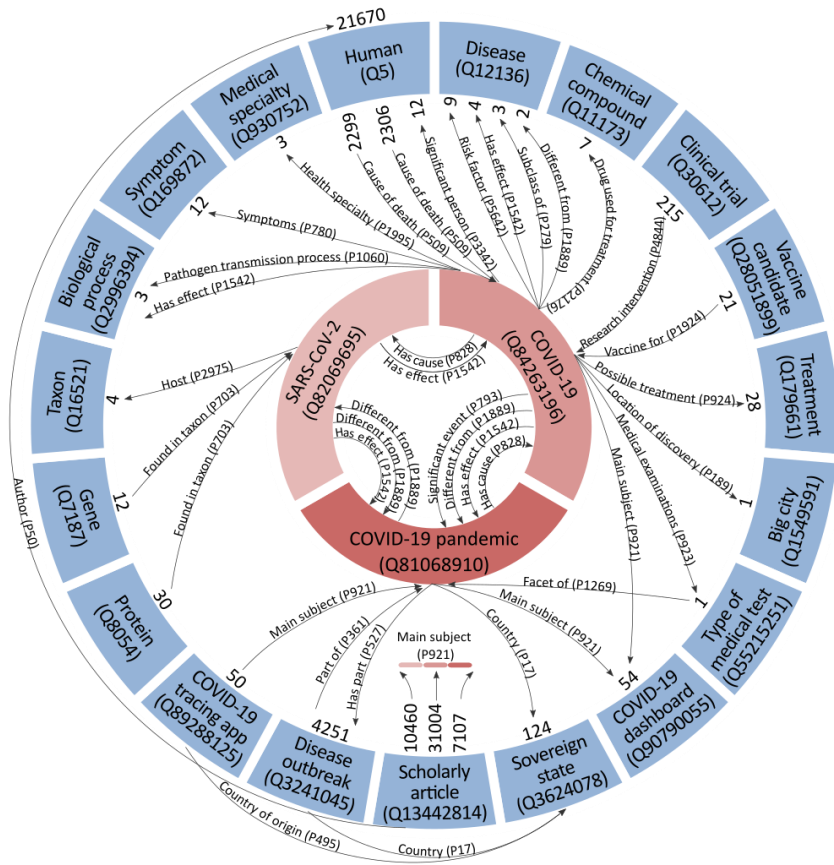 21670
Human
(Q5)
Disease
(Q12136)
Chemical
compound
(Q11173)
Clinical trial
(Q30612)
Vaccine
candidate
(Q28051899)
Treatment
(Q179661)
Big city
(Q1549591)
Type of
medical test
(Q55215251)
COVID-19
dashboard
(Q90790055)
Sovereign
state
(Q3624078)
Scholarly
article
(Q13442814)
Disease
outbreak
(Q3241045)
COVID-19
tracing app
(Q89288125)
Protein
(Q8054)
Gene
(Q7187)
Taxon
(Q16521)
Biological
process
(Q2996394)
Symptom
(Q169872)
Medical
specialty
(Q930752)
3
2299
2306
12
9
4
3
2
7
215
21
28
1
1
54
124
7107
31004
10460
4251
50
30
12
4
3
12
Health specialty (P1995)
Cause of death (P509)
Cause of death (P509)
Significant person (P3342)
Risk factor (P5642)
Has effect (P1542)
Subclass of (P279)
Different from (P1889)
Drug used for treatment (P2176)
Research intervention (P4844)
Vaccine for (P1924)
Possible treatment (P924)
Location of discovery (P189)
Medical examinations (P923)
Main subject (P921)
Facet of (P1269)
Main subject (P921)
Country (P17)
Main subject
(P921)
Has part (P527)
Part of (P361)
Main subject (P921)
Found in taxon (P703)
Found in taxon (P703)
Host (P2975)
Has effect (P1542)
Pathogen transmission process (P1060)
Symptoms (P780)
SARS-CoV-2
(Q82069695)
COVID-19
(Q84263196)
COVID-19 pandemic
(Q81068910)
Has cause (P828)
Has effect (P1542)
Different from (P1889)
Different from (P1889)
Has effect (P1542)
Significant event (P793)
Different from (P1889)
Has effect (P1542)
Has cause (P828)
Author (P50)
Country of origin (P495)
Country (P17)